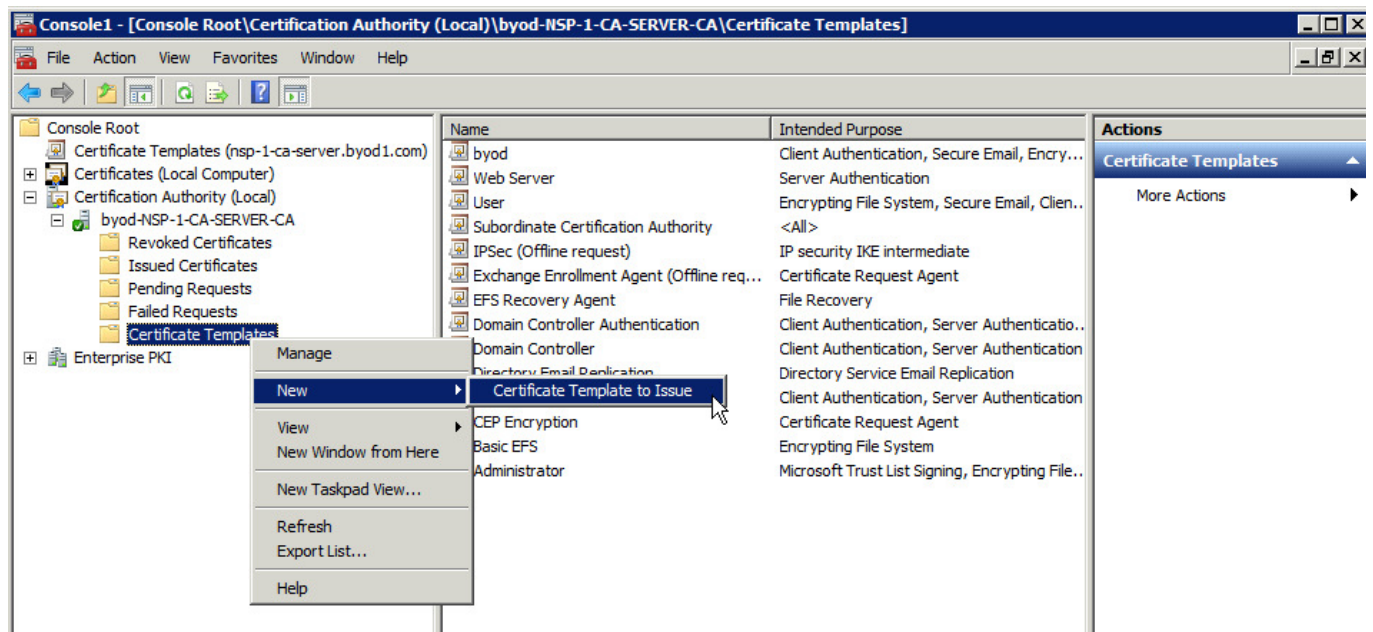 Console1 - [Console Root\Certification Authority (Local)\byod-NSP-1-CA-SERVER-CA\Certificate Templates]
File Action View Favorites Window Help
Console Root
Certificate Templates (nsp-1-ca-server.byod1.com)
Certificates (Local Computer)
Certification Authority (Local)
byod-NSP-1-CA-SERVER-CA
Revoked Certificates
Issued Certificates
Pending Requests
Failed Requests
Certificate Templates
Enterprise PKI
Manage
New
View
New Window from Here
New Taskpad View...
Refresh
Export List...
Help
Certificate Template to Issue
Name Intended Purpose
byod Client Authentication, Secure Email, Encry...
Web Server Server Authentication
User Encrypting File System, Secure Email, Clien..
Subordinate Certification Authority <All>
IPSec (Offline request) IP security IKE intermediate
Exchange Enrollment Agent (Offline req... Certificate Request Agent
EFS Recovery Agent File Recovery
Domain Controller Authentication Client Authentication, Server Authenticatio..
Domain Controller Client Authentication, Server Authentication
Directory Email Replication Directory Service Email Replication
Client Authentication, Server Authentication
CEP Encryption Certificate Request Agent
Basic EFS Encrypting File System
Administrator Microsoft Trust List Signing, Encrypting File..
Actions
Certificate Templates
More Actions